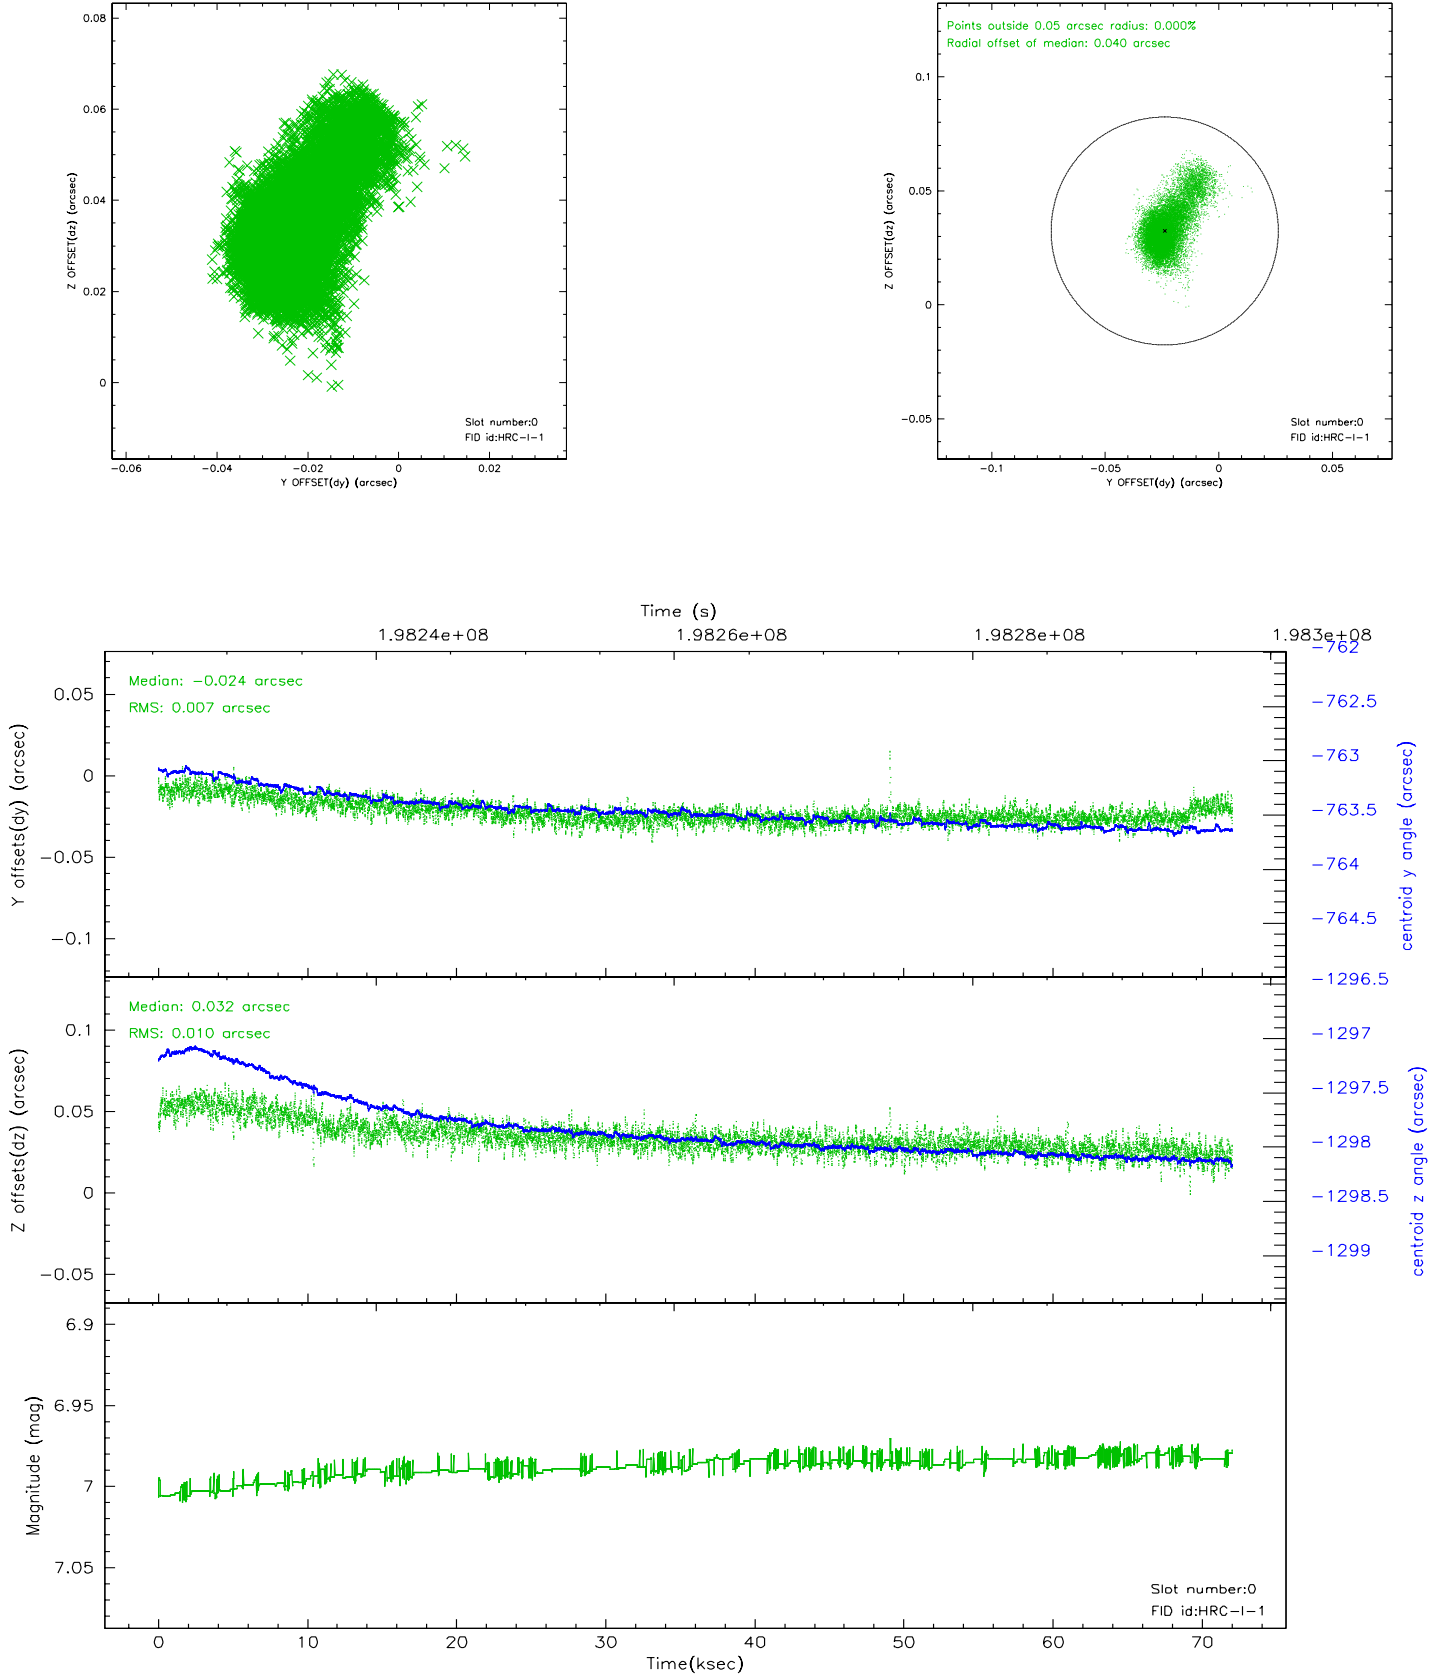 0.08
0.06
0.04
0.02
0
Z OFFSET(dz) (arcsec)
Slot number:0
FID id:HRC-I-1
-0.06 -0.04 -0.02 0 0.02
Y OFFSET(dy) (arcsec)
Points outside 0.05 arcsec radius: 0.000%
Radial offset of median: 0.040 arcsec
0.1
0.05
0
-0.05
Z OFFSET(dz) (arcsec)
Slot number:0
FID id:HRC-I-1
-0.1 -0.05 0 0.05
Y OFFSET(dy) (arcsec)
Time (s)
1.9824e+08 1.9826e+08 1.9828e+08 1.983e+08
Median: -0.024 arcsec
RMS: 0.007 arcsec
0.05
0
-0.05
-0.1
Y offsets(dy) (arcsec)
-762
-762.5
-763
-763.5
-764
-764.5
centroid y angle (arcsec)
Median: 0.032 arcsec
RMS: 0.010 arcsec
0.1
0.05
0
-0.05
Z offsets(dz) (arcsec)
-1296.5
-1297
-1297.5
-1298
-1298.5
-1299
centroid z angle (arcsec)
6.9
6.95
7
7.05
Magnitude (mag)
Slot number:0
FID id:HRC-I-1
0 10 20 30 40 50 60 70
Time(ksec)